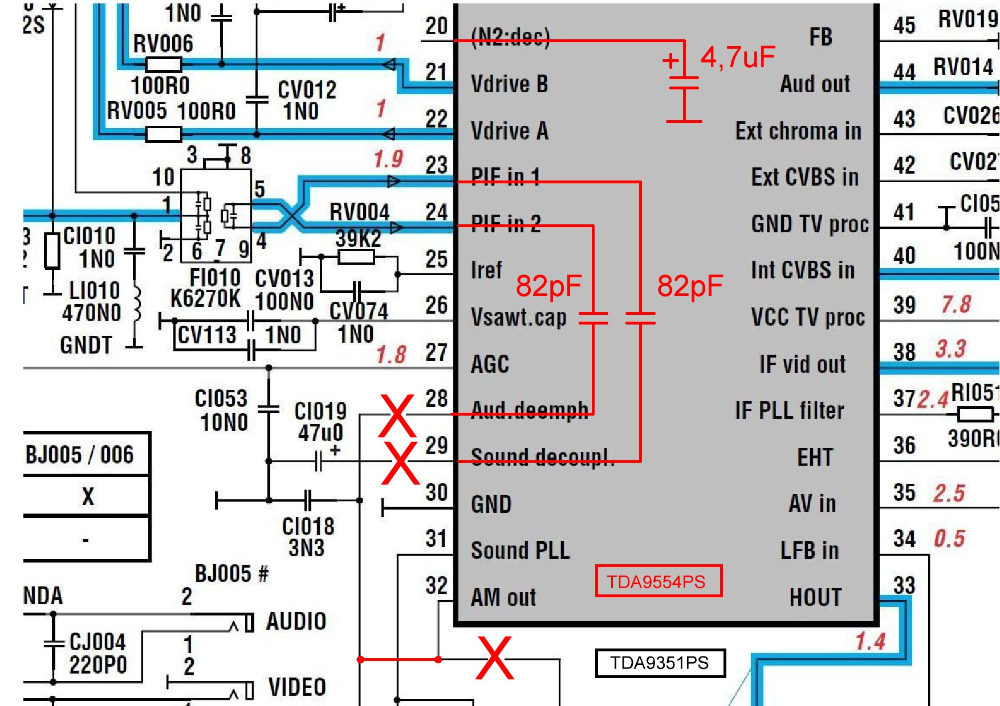 2S
1N0
RV006
100R0
RV005 100R0
CV012
1N0
1
20
(N2:dec)
21
Vdrive B
1
22
Vdrive A
4,7uF
+
FB
45
RV019
Aud out
44
RV014
Ext chroma in
43
CV026
3
8
10
1
5
4
2
6
7
9
1.9
23
PIF in 1
Ext CVBS in
42
CV02
RV004
39K2
24
PIF in 2
GND TV proc
41
CI05
100N
3
2
CI010
1N0
FI010
K6270K
CV013
100N0
25
Iref
82pF
82pF
Int CVBS in
40
T
LI010
470N0
GNDT
CV113
1N0
CV074
1N0
26
Vsawt.cap
VCC TV proc
39
7.8
1.8
27
AGC
IF vid out
38
3.3
CI053
10N0
CI019
47u0
+
X
28
Aud.deemph
IF PLL filter
37
2.4
RI051
390R0
BJ005 / 006
X
-
X
29
Sound decoupl.
EHT
36
CI018
3N3
30
GND
AV in
35
2.5
31
Sound PLL
LFB in
34
0.5
BJ005 #
32
AM out
TDA9554PS
HOUT
33
NDA
2
AUDIO
1
CJ004
220P0
2
VIDEO
X
TDA9351PS
1.4